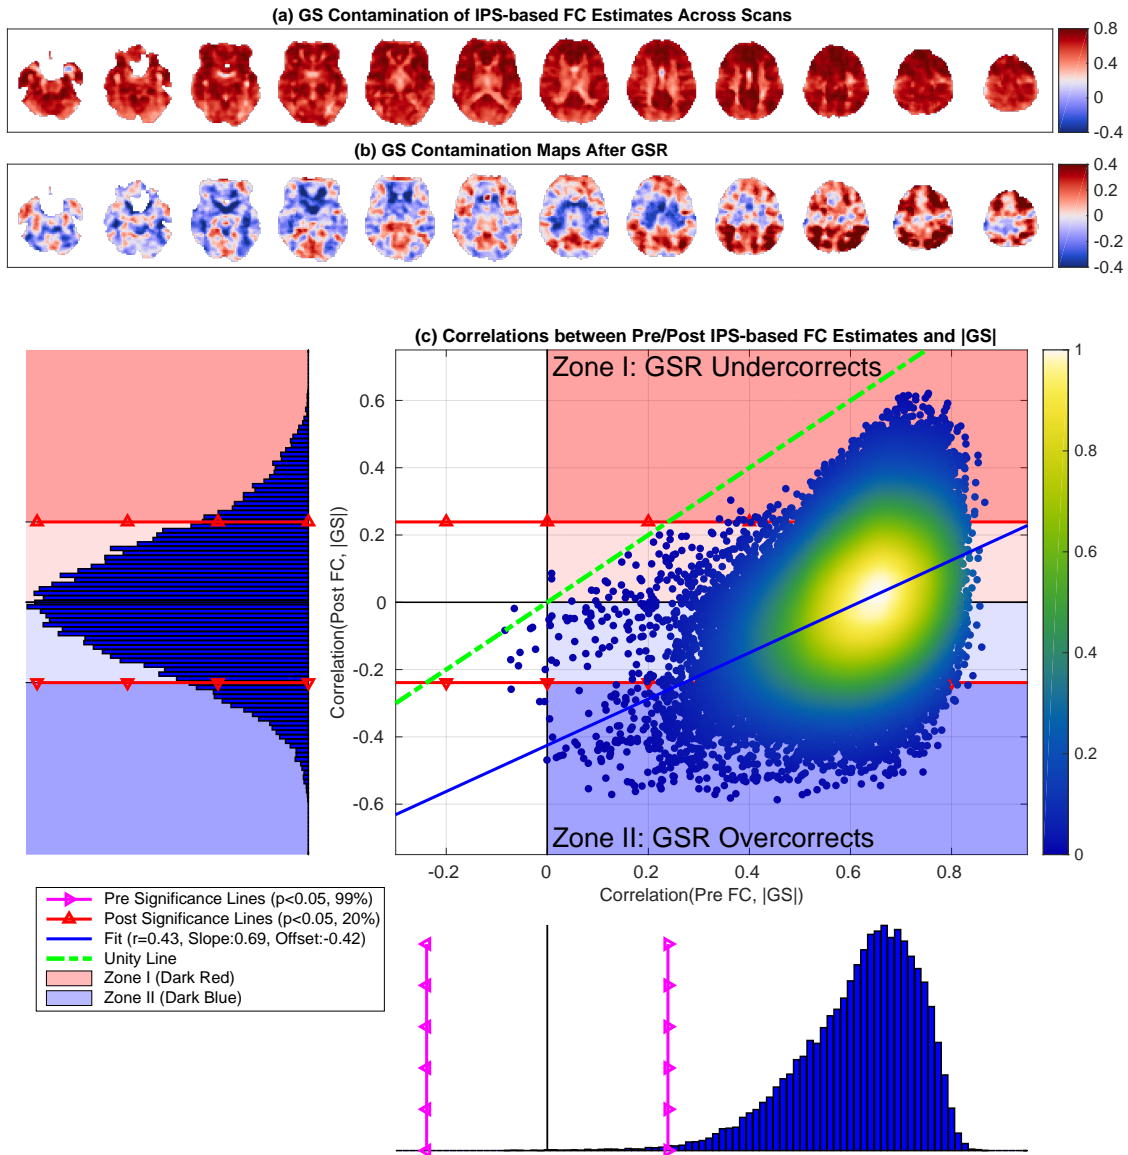 (a) GS Contamination of IPS-based FC Estimates Across Scans
0.8
0.4
0
-0.4
(b) GS Contamination Maps After GSR
0.4
0.2
0
-0.2
-0.4
(c) Correlations between Pre/Post IPS-based FC Estimates and |GS|
Zone I: GSR Undercorrects
Zone II: GSR Overcorrects
Correlation(Post FC, |GS|)
0.6
0.4
0.2
0
-0.2
-0.4
-0.6
-0.2
0
0.2
0.4
0.6
0.8
Correlation(Pre FC, |GS|)
1
0.8
0.6
0.4
0.2
0
Pre Significance Lines (p<0.05, 99%)
Post Significance Lines (p<0.05, 20%)
Fit (r=0.43, Slope:0.69, Offset:-0.42)
Unity Line
Zone I (Dark Red)
Zone II (Dark Blue)